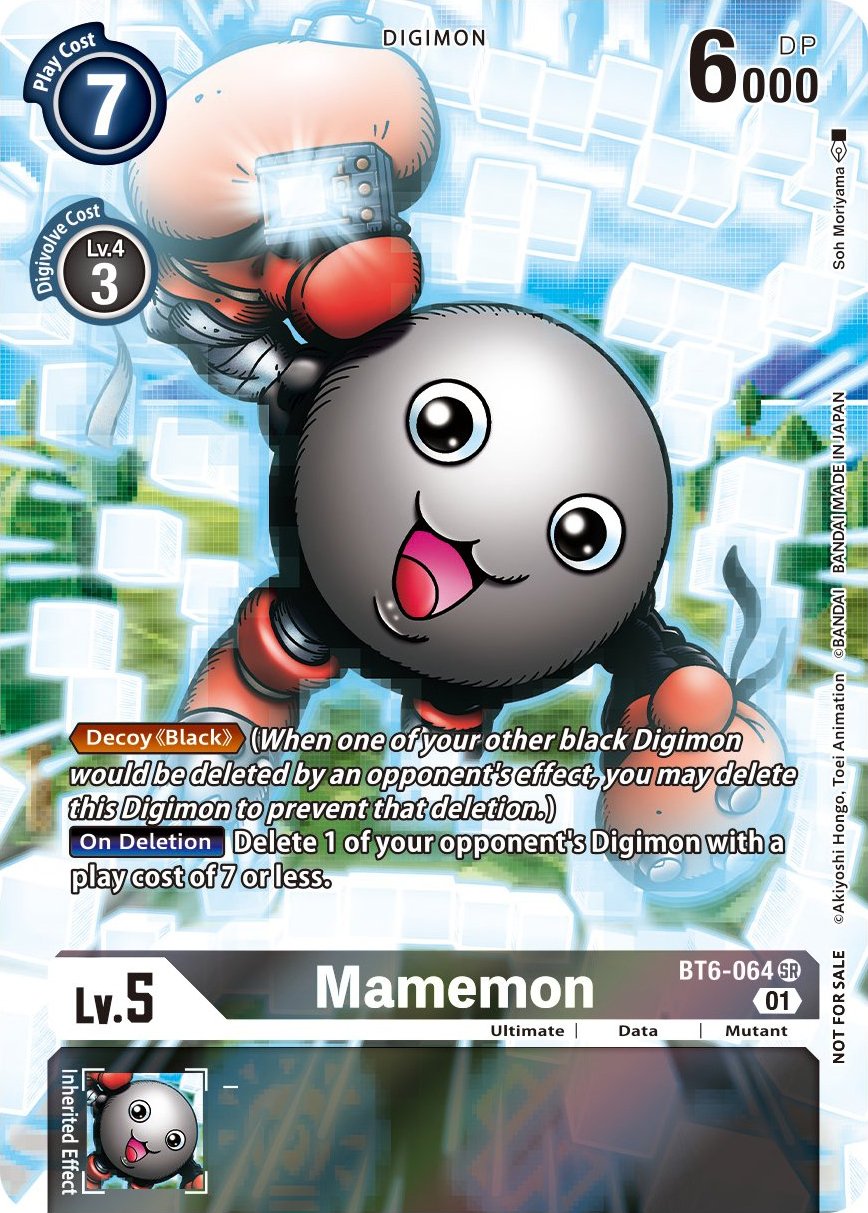 DIGIMON
Play Cost
7
DP
6000
Digivolve Cost
Lv.4
3
Soh Moriyama
©Akiyoshi Hongo, Toei Animation ©BANDAI BANDAI MADE IN JAPAN
NOT FOR SALE
Decoy《Black》 (When one of your other black Digimon
would be deleted by an opponent's effect, you may delete
this Digimon to prevent that deletion.)
On Deletion Delete 1 of your opponent's Digimon with a
play cost of 7 or less.
Lv.5
Mamemon
BT6-064 SR
01
Ultimate | Data | Mutant
Inherited Effect
–